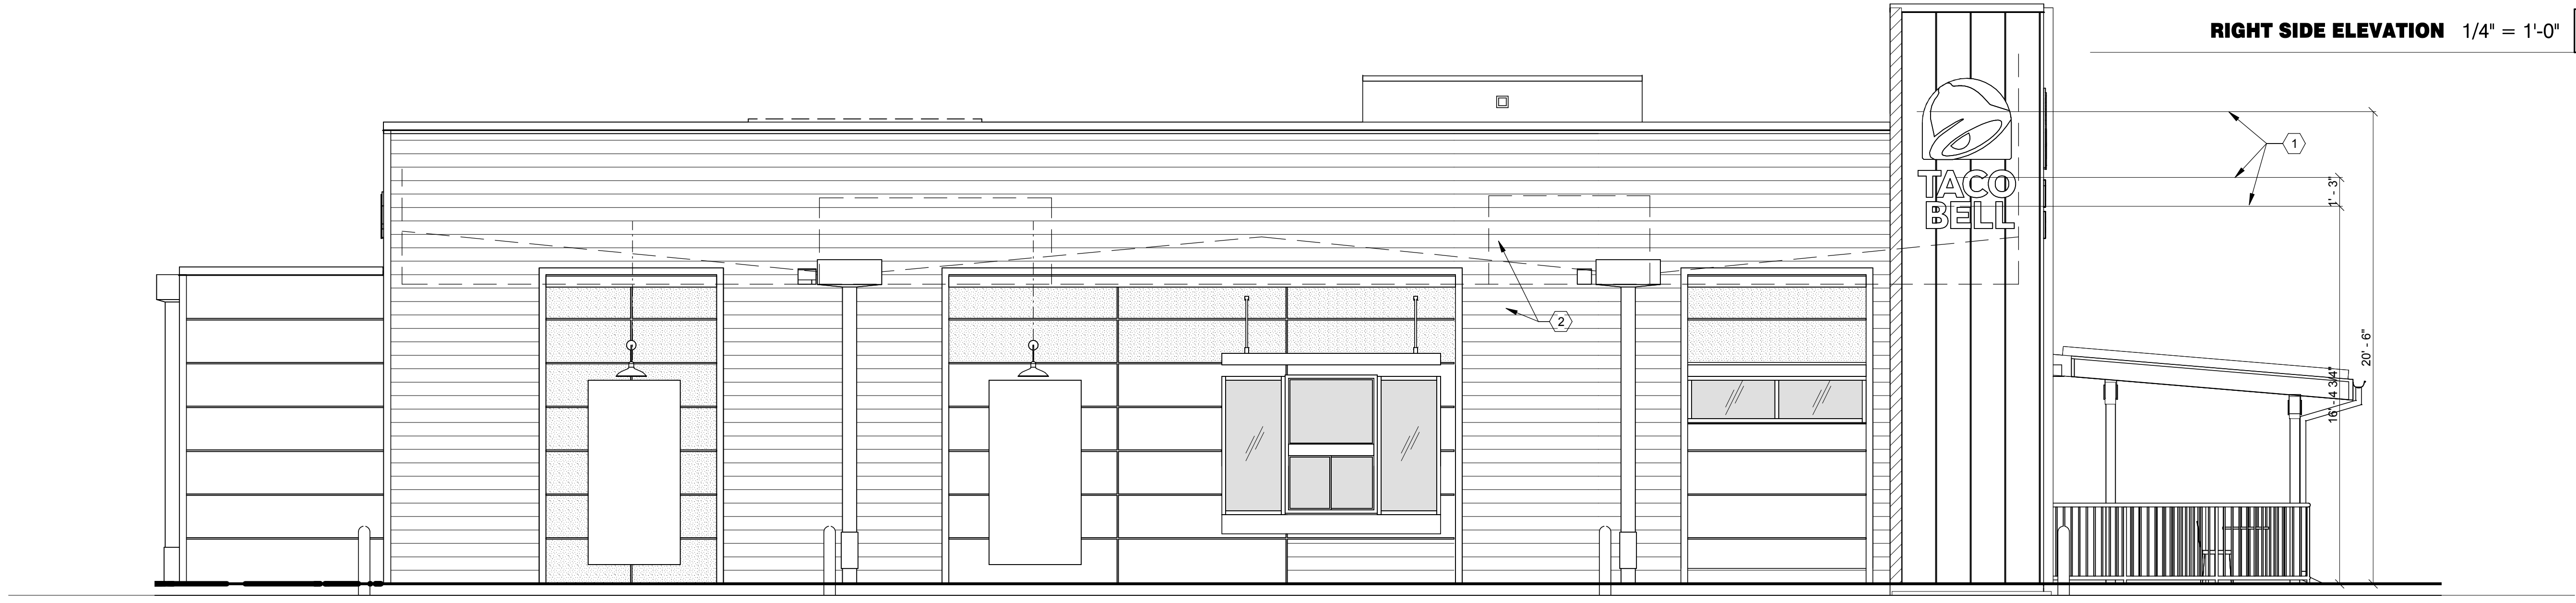 RIGHT SIDE ELEVATION 1/4" = 1'-0"
1
TACO
BELL
1' - 3"
2
20' - 6"
16' - 4 3/4"